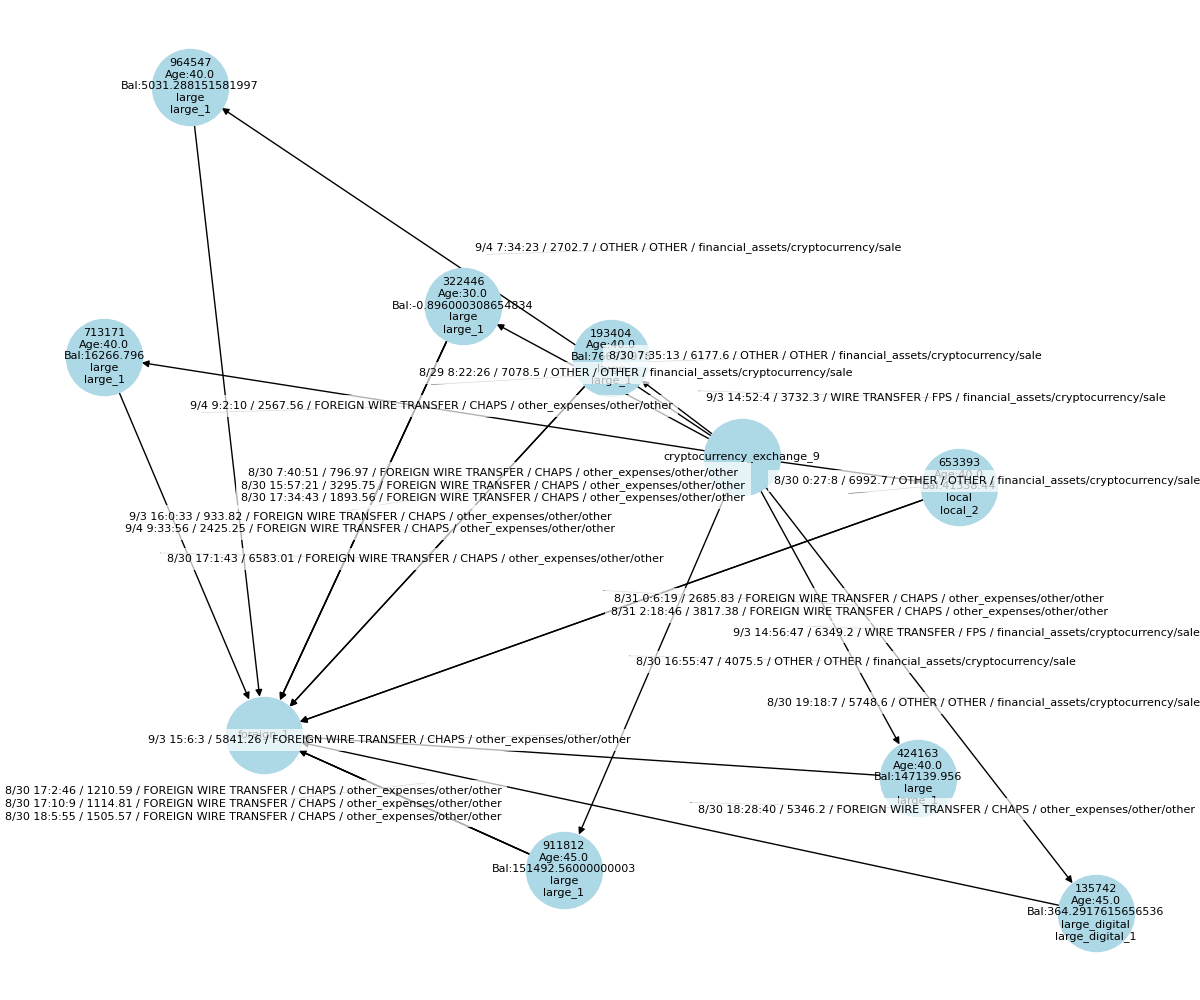 964547
Age:40.0
Bal:5031.288151581997
large
large_1
9/4 7:34:23 / 2702.7 / OTHER / OTHER / financial_assets/cryptocurrency/sale
322446
Age:30.0
Bal:-0.896000308654834
large
large_1
713171
Age:40.0
Bal:16266.796
large
large_1
193404
Age:40.0
large_1
8/30 7:35:13 / 6177.6 / OTHER / OTHER / financial_assets/cryptocurrency/sale
8/29 8:22:26 / 7078.5 / OTHER / OTHER / financial_assets/cryptocurrency/sale
9/3 14:52:4 / 3732.3 / WIRE TRANSFER / FPS / financial_assets/cryptocurrency/sale
9/4 9:2:10 / 2567.56 / FOREIGN WIRE TRANSFER / CHAPS / other_expenses/other/other
cryptocurrency_exchange_9
653393
Age:40.0
8/30 0:27:8 / 6992.7 / OTHER / OTHER / financial_assets/cryptocurrency/sale
local
local_2
8/30 7:40:51 / 796.97 / FOREIGN WIRE TRANSFER / CHAPS / other_expenses/other/other
8/30 15:57:21 / 3295.75 / FOREIGN WIRE TRANSFER / CHAPS / other_expenses/other/other
8/30 17:34:43 / 1893.56 / FOREIGN WIRE TRANSFER / CHAPS / other_expenses/other/other
9/3 16:0:33 / 933.82 / FOREIGN WIRE TRANSFER / CHAPS / other_expenses/other/other
9/4 9:33:56 / 2425.25 / FOREIGN WIRE TRANSFER / CHAPS / other_expenses/other/other
8/30 17:1:43 / 6583.01 / FOREIGN WIRE TRANSFER / CHAPS / other_expenses/other/other
8/31 0:6:19 / 2685.83 / FOREIGN WIRE TRANSFER / CHAPS / other_expenses/other/other
8/31 2:18:46 / 3817.38 / FOREIGN WIRE TRANSFER / CHAPS / other_expenses/other/other
9/3 14:56:47 / 6349.2 / WIRE TRANSFER / FPS / financial_assets/cryptocurrency/sale
8/30 16:55:47 / 4075.5 / OTHER / OTHER / financial_assets/cryptocurrency/sale
8/30 19:18:7 / 5748.6 / OTHER / OTHER / financial_assets/cryptocurrency/sale
9/3 15:6:3 / 5841.26 / FOREIGN WIRE TRANSFER / CHAPS / other_expenses/other/other
424163
Age:40.0
Bal:147139.956
large
large_1
8/30 18:28:40 / 5346.2 / FOREIGN WIRE TRANSFER / CHAPS / other_expenses/other/other
8/30 17:2:46 / 1210.59 / FOREIGN WIRE TRANSFER / CHAPS / other_expenses/other/other
8/30 17:10:9 / 1114.81 / FOREIGN WIRE TRANSFER / CHAPS / other_expenses/other/other
8/30 18:5:55 / 1505.57 / FOREIGN WIRE TRANSFER / CHAPS / other_expenses/other/other
911812
Age:45.0
Bal:151492.56000000003
large
large_1
135742
Age:45.0
Bal:364.2917615656536
large_digital
large_digital_1